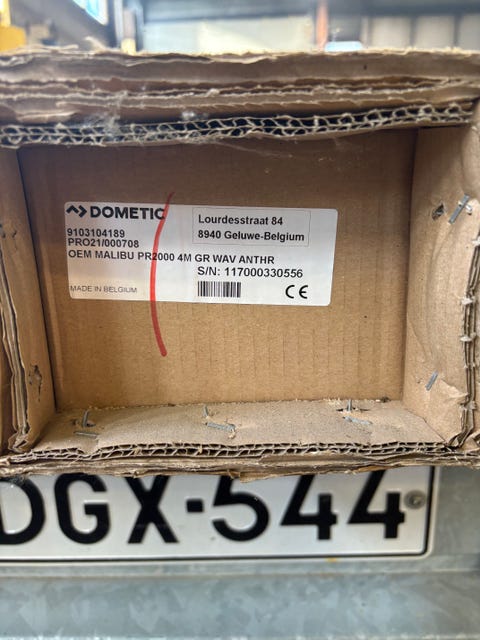 DOMETIC
Lourdesstraat 84
8940 Geluwe-Belgium
9103104189
PRO21/000708
OEM MALIBU PR2000 4M GR WAV ANTHR
S/N: 117000330556
MADE IN BELGIUM
CE
DGX-544